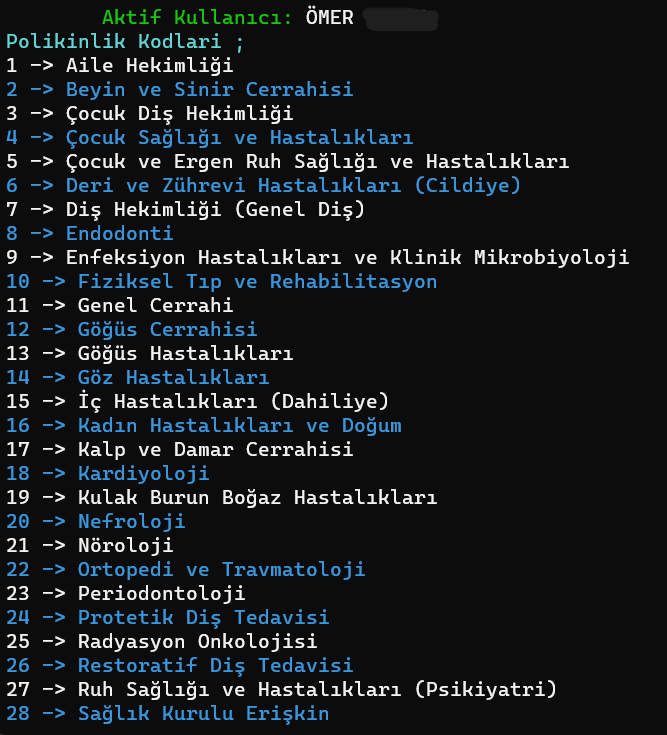 Aktif Kullanıcı: ÖMER
Polikinlik Kodlari ;
1 -> Aile Hekimliği
2 -> Beyin ve Sinir Cerrahisi
3 -> Çocuk Diş Hekimliği
4 -> Çocuk Sağlığı ve Hastalıkları
5 -> Çocuk ve Ergen Ruh Sağlığı ve Hastalıkları
6 -> Deri ve Zührevi Hastalıkları (Cildiye)
7 -> Diş Hekimliği (Genel Diş)
8 -> Endodonti
9 -> Enfeksiyon Hastalıkları ve Klinik Mikrobiyoloji
10 -> Fiziksel Tıp ve Rehabilitasyon
11 -> Genel Cerrahi
12 -> Göğüs Cerrahisi
13 -> Göğüs Hastalıkları
14 -> Göz Hastalıkları
15 -> İç Hastalıkları (Dahiliye)
16 -> Kadın Hastalıkları ve Doğum
17 -> Kalp ve Damar Cerrahisi
18 -> Kardiyoloji
19 -> Kulak Burun Boğaz Hastalıkları
20 -> Nefroloji
21 -> Nöroloji
22 -> Ortopedi ve Travmatoloji
23 -> Periodontoloji
24 -> Protetik Diş Tedavisi
25 -> Radyasyon Onkolojisi
26 -> Restoratif Diş Tedavisi
27 -> Ruh Sağlığı ve Hastalıkları (Psikiyatri)
28 -> Sağlık Kurulu Erişkin